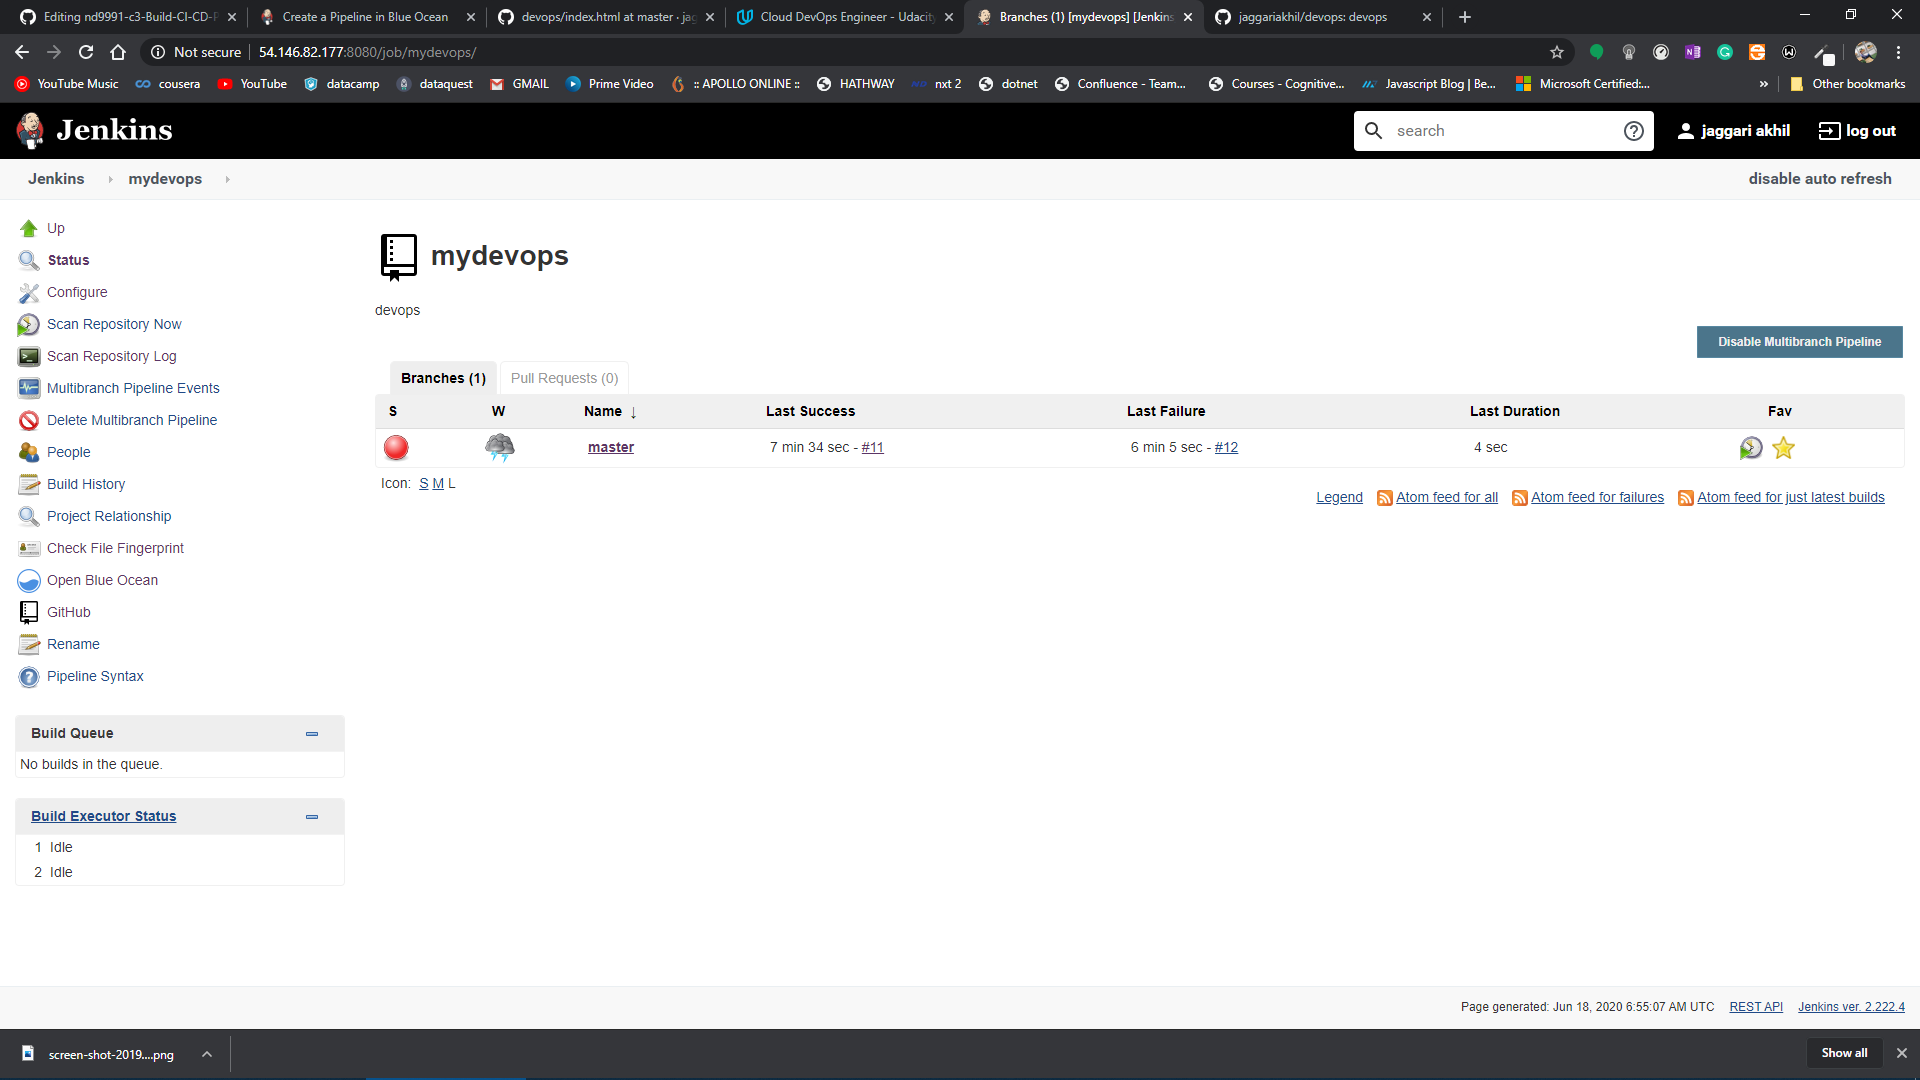 Editing nd9991-c3-Build-CI-CD-P
Create a Pipeline in Blue Ocean
devops/index.html at master · jag
Cloud DevOps Engineer - Udacity
Branches (1) [mydevops] [Jenkins
jaggariakhil/devops: devops
Not secure
54.146.82.177:8080/job/mydevops/
YouTube Music
cousera
YouTube
datacamp
dataquest
GMAIL
Prime Video
:: APOLLO ONLINE ::
HATHWAY
nxt 2
dotnet
Confluence - Team...
Courses - Cognitive...
Javascript Blog | Be...
Microsoft Certified:...
»
Other bookmarks
Jenkins
search
jaggari akhil
log out
Jenkins
mydevops
disable auto refresh
Up
Status
Configure
Scan Repository Now
Scan Repository Log
Multibranch Pipeline Events
Delete Multibranch Pipeline
People
Build History
Project Relationship
Check File Fingerprint
Open Blue Ocean
GitHub
Rename
Pipeline Syntax
Build Queue
No builds in the queue.
Build Executor Status
1 Idle
2 Idle
mydevops
devops
Disable Multibranch Pipeline
Branches (1)
Pull Requests (0)
S W Name ↓ Last Success Last Failure Last Duration Fav
master 7 min 34 sec - #11 6 min 5 sec - #12 4 sec
Icon: S M L
Legend Atom feed for all Atom feed for failures Atom feed for just latest builds
Page generated: Jun 18, 2020 6:55:07 AM UTC REST API Jenkins ver. 2.222.4
screen-shot-2019....png
Show all